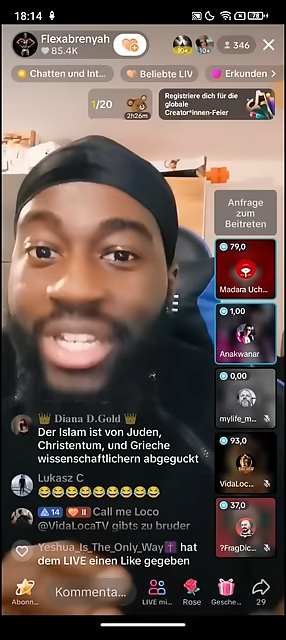 18:14
78
Flexabrenyah
85.4K
10+
10+
346
Chatten und Int...
Beliebte LIV
Erkunden
1/20
2h26m
Registriere dich für die
globale
Creator*innen-Feier
Anfrage
zum
Beitreten
79,0
Madara Uch...
1,00
Anakwanar
0,00
mylife_m...
93,0
VidaLoc...
37,0
?FragDic...
Diana D.Gold
Der Islam ist von Juden,
Christentum, und Grieche
wissenschaftlichern abgeguckt
Lukasz C
😂😂😂😂😂😂😂😂😂
14 II Call me Loco
@VidaLocaTV gibts zu bruder
Yeshua_Is_The_Only_Way✝️ hat
dem LIVE einen Like gegeben
Abonn...
Kommenta...
LIVE mi...
Rose
Gesche...
29